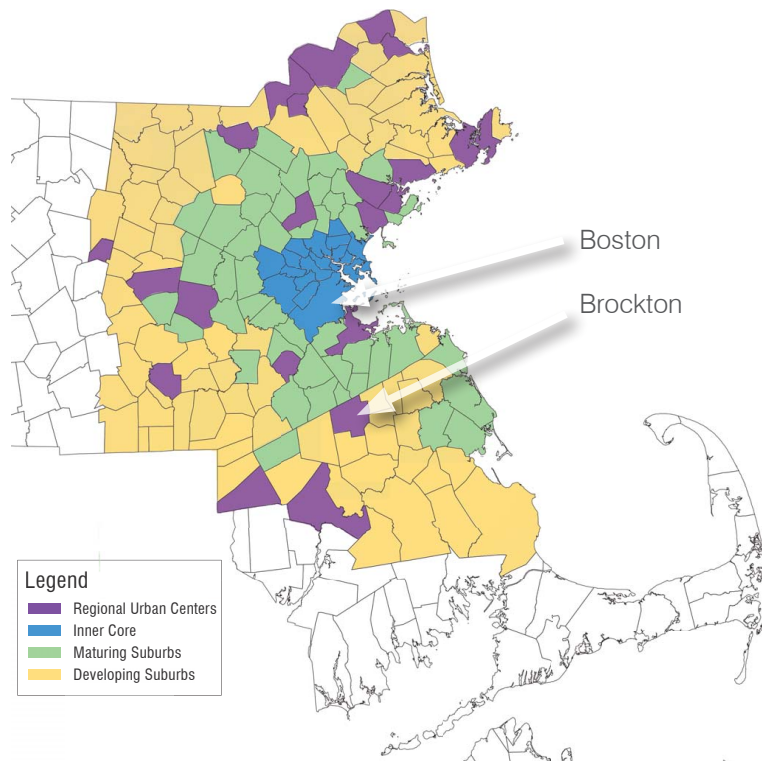 Boston
Brockton
Legend
Regional Urban Centers
Inner Core
Maturing Suburbs
Developing Suburbs